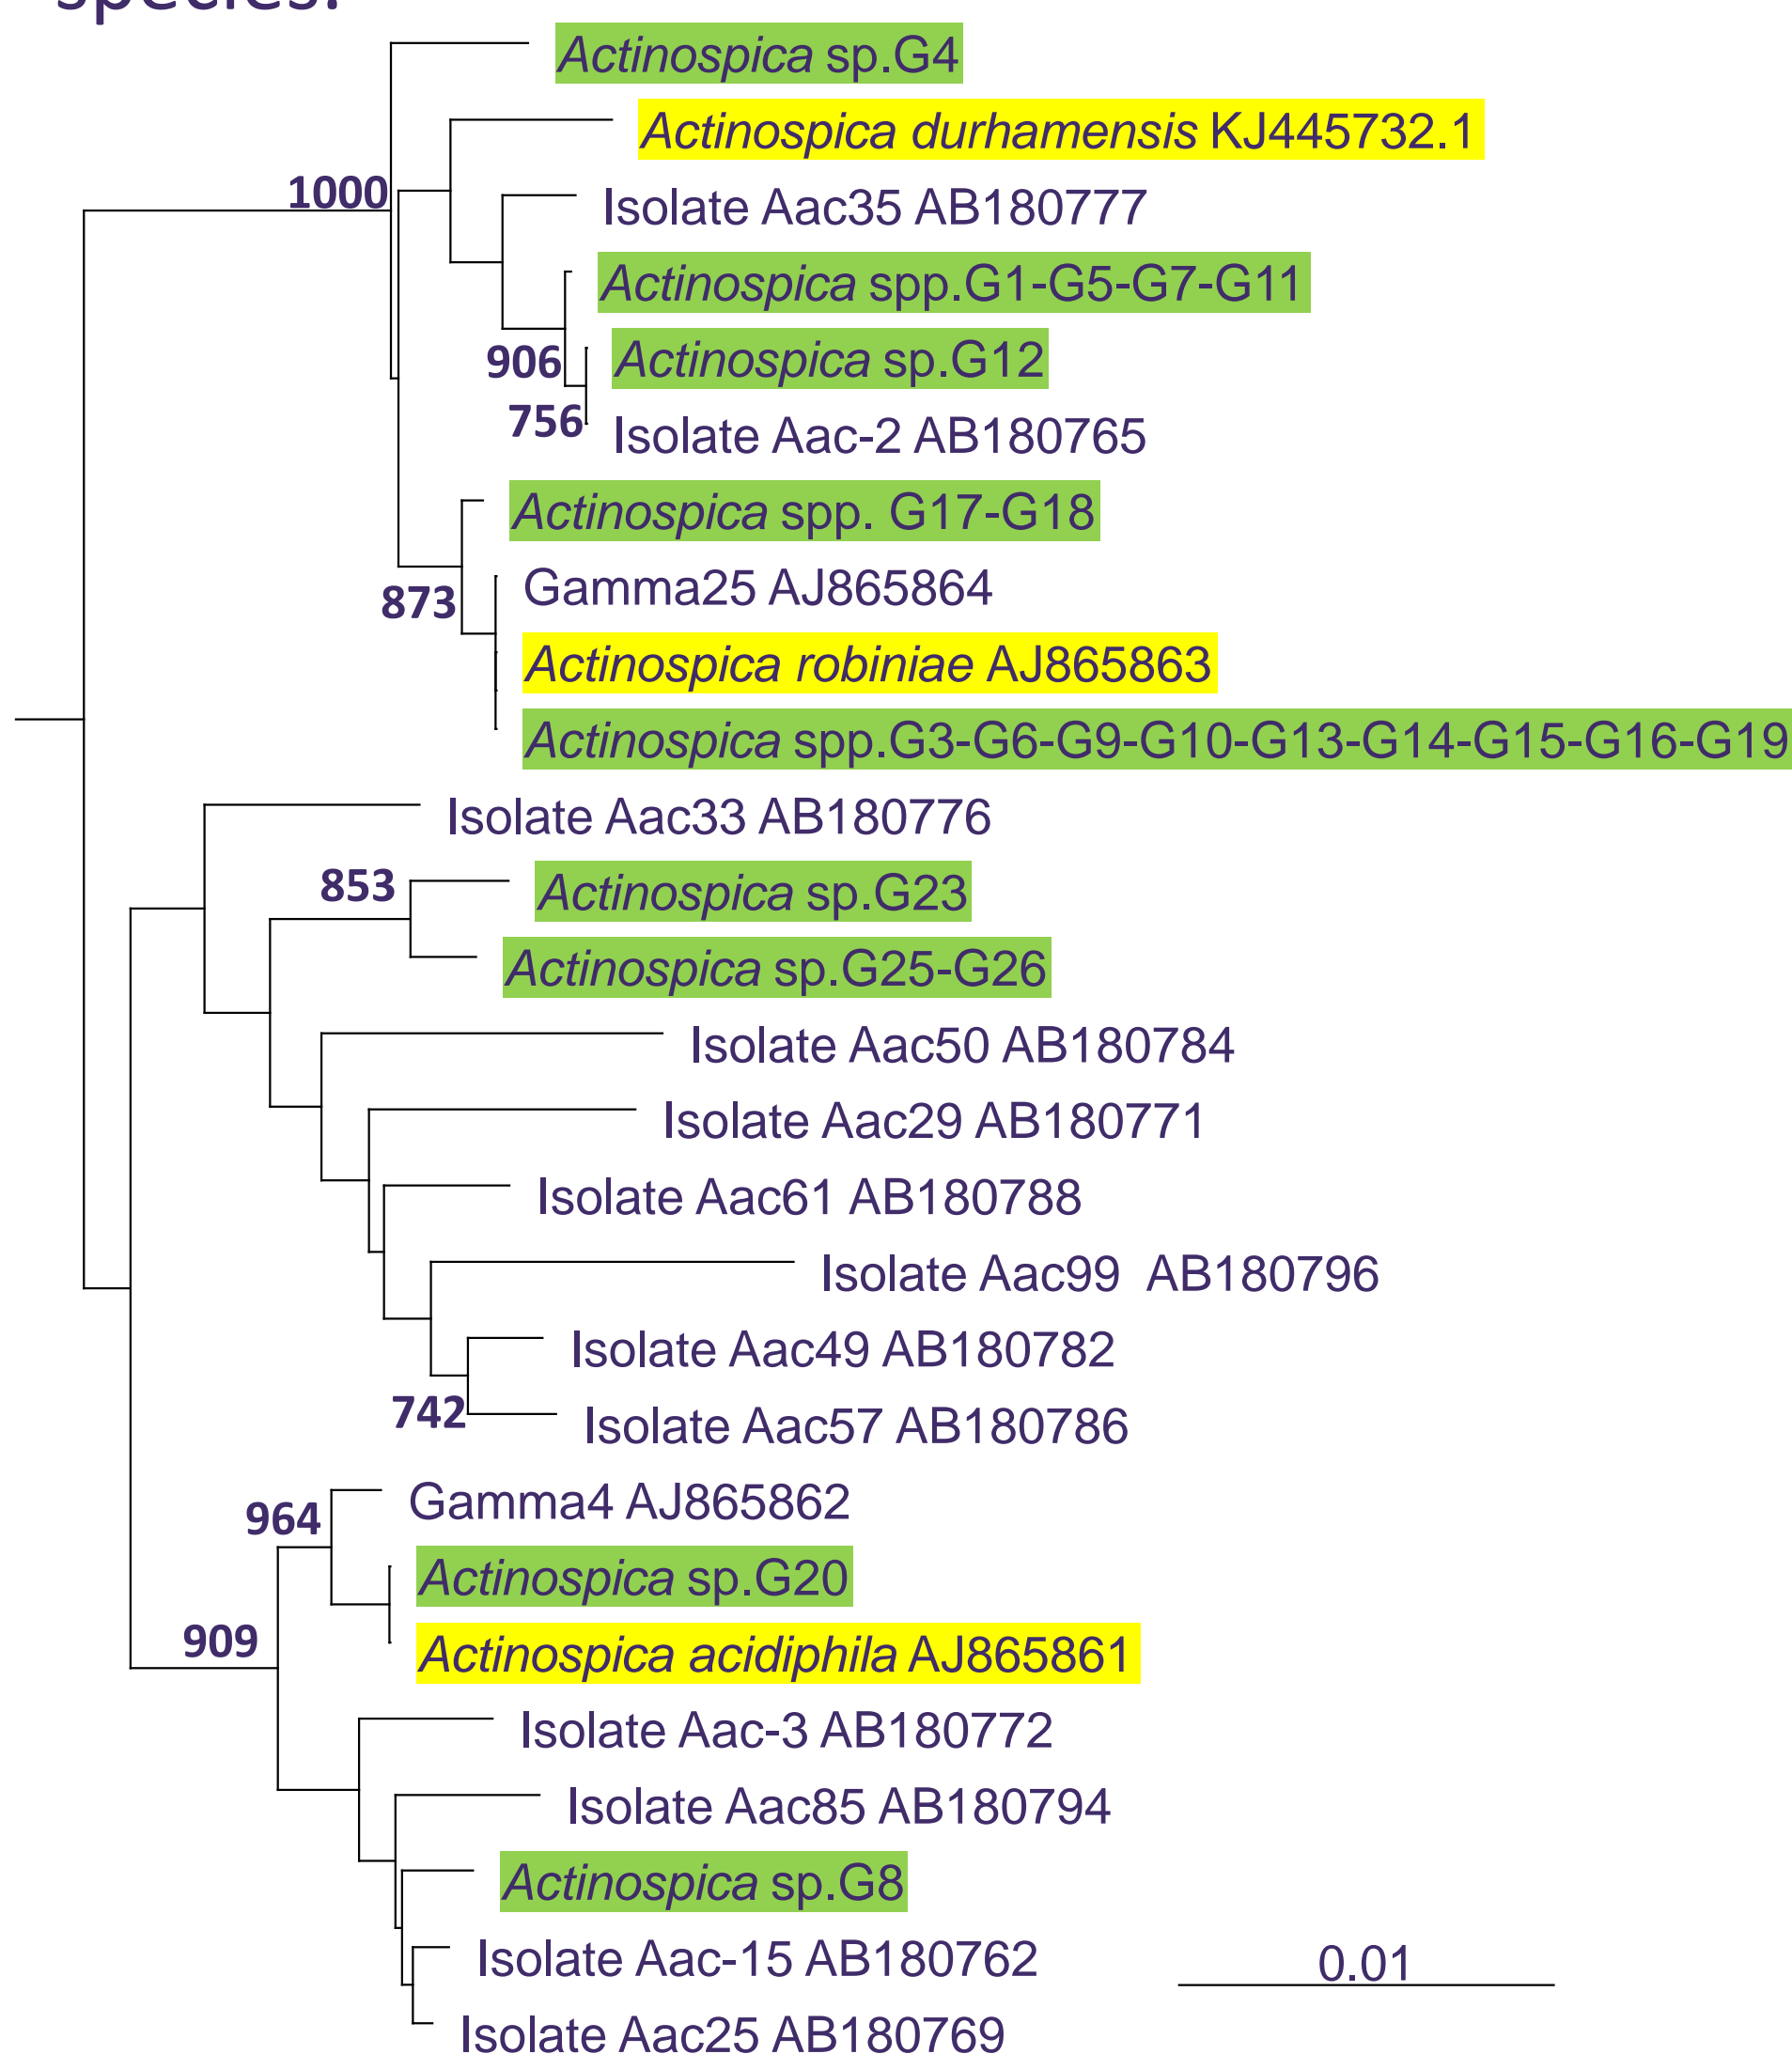 species.
Actinospica sp.G4
Actinospica durhamensis KJ445732.1
1000
Isolate Aac35 AB180777
Actinospica spp.G1-G5-G7-G11
906
Actinospica sp.G12
756
Isolate Aac-2 AB180765
Actinospica spp. G17-G18
873
Gamma25 AJ865864
Actinospica robiniae AJ865863
Actinospica spp.G3-G6-G9-G10-G13-G14-G15-G16-G19
Isolate Aac33 AB180776
853
Actinospica sp.G23
Actinospica sp.G25-G26
Isolate Aac50 AB180784
Isolate Aac29 AB180771
Isolate Aac61 AB180788
Isolate Aac99 AB180796
Isolate Aac49 AB180782
742
Isolate Aac57 AB180786
Gamma4 AJ865862
964
Actinospica sp.G20
909
Actinospica acidiphila AJ865861
Isolate Aac-3 AB180772
Isolate Aac85 AB180794
Actinospica sp.G8
Isolate Aac-15 AB180762
0.01
Isolate Aac25 AB180769